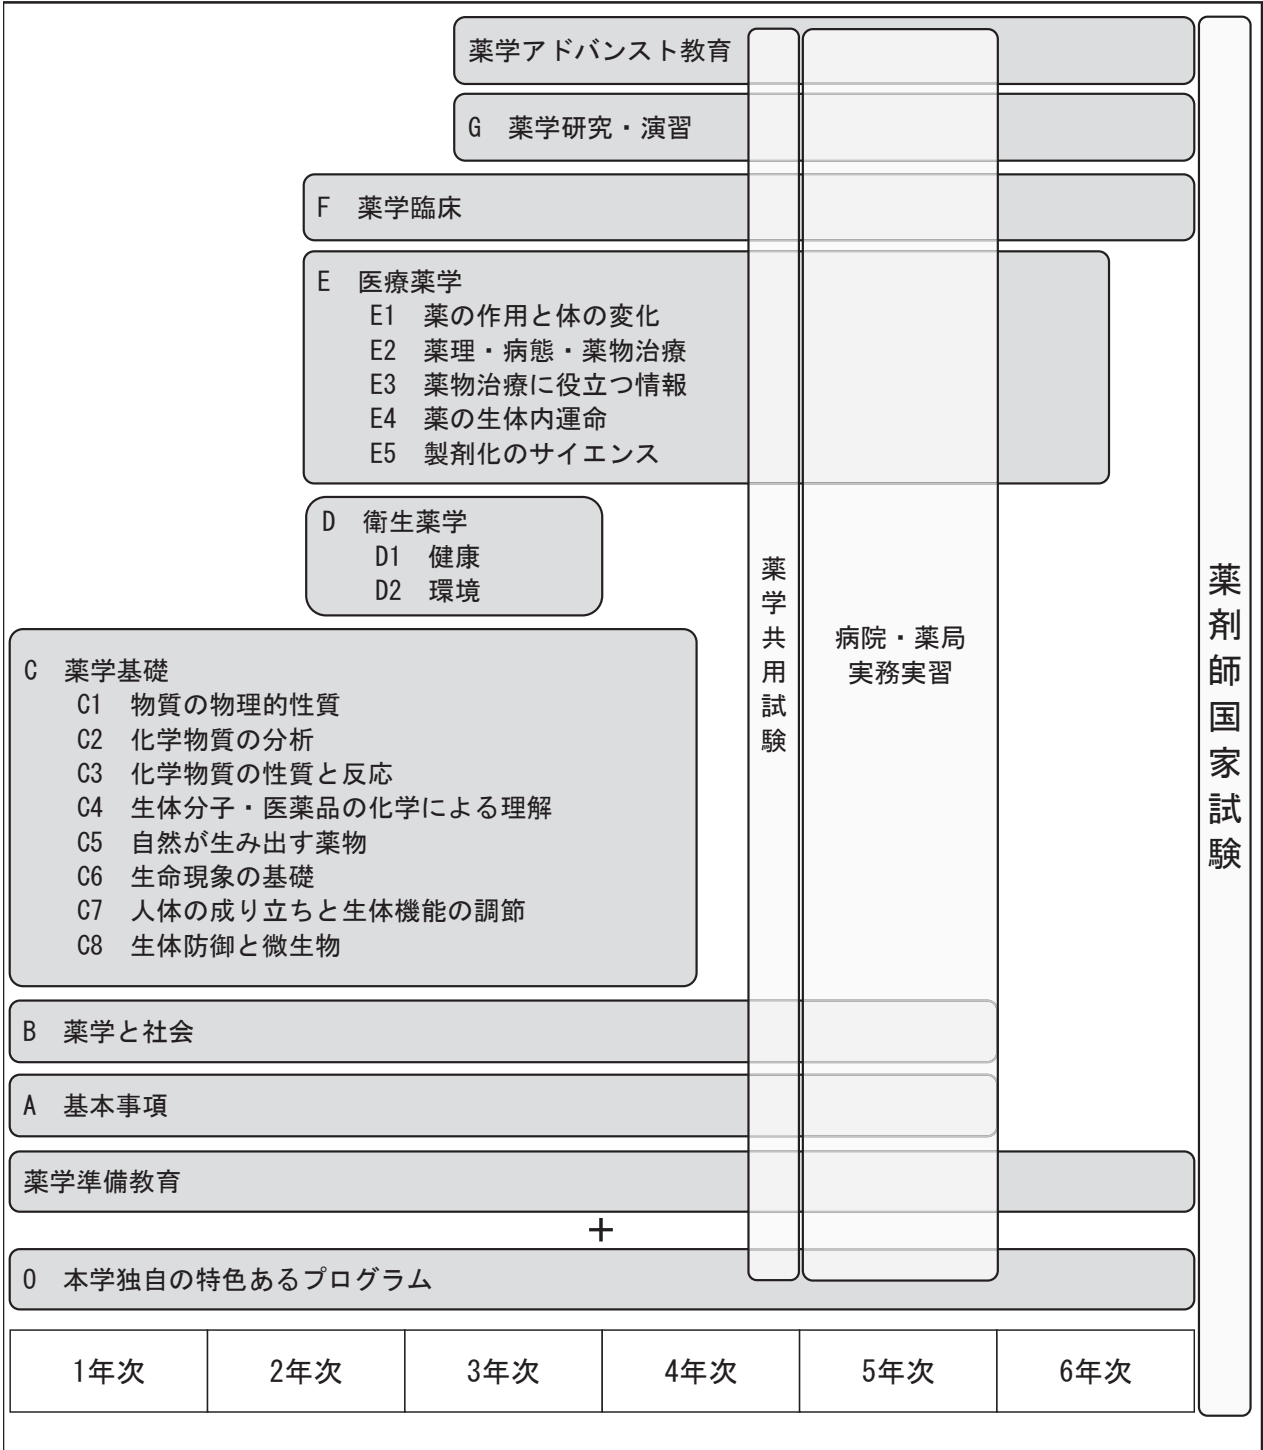 薬学アドバンスト教育
G 薬学研究・演習
F 薬学臨床
E 医療薬学
E1 薬の作用と体の変化
E2 薬理・病態・薬物治療
E3 薬物治療に役立つ情報
E4 薬の生体内運命
E5 製剤化のサイエンス
D 衛生薬学
D1 健康
D2 環境
C 薬学基礎
C1 物質の物理的性質
C2 化学物質の分析
C3 化学物質の性質と反応
C4 生体分子・医薬品の化学による理解
C5 自然が生み出す薬物
C6 生命現象の基礎
C7 人体の成り立ちと生体機能の調節
C8 生体防御と微生物
B 薬学と社会
A 基本事項
薬学準備教育
+
O 本学独自の特色あるプログラム
薬学共用試験
病院・薬局
実務実習
薬剤師国家試験
1年次 2年次 3年次 4年次 5年次 6年次